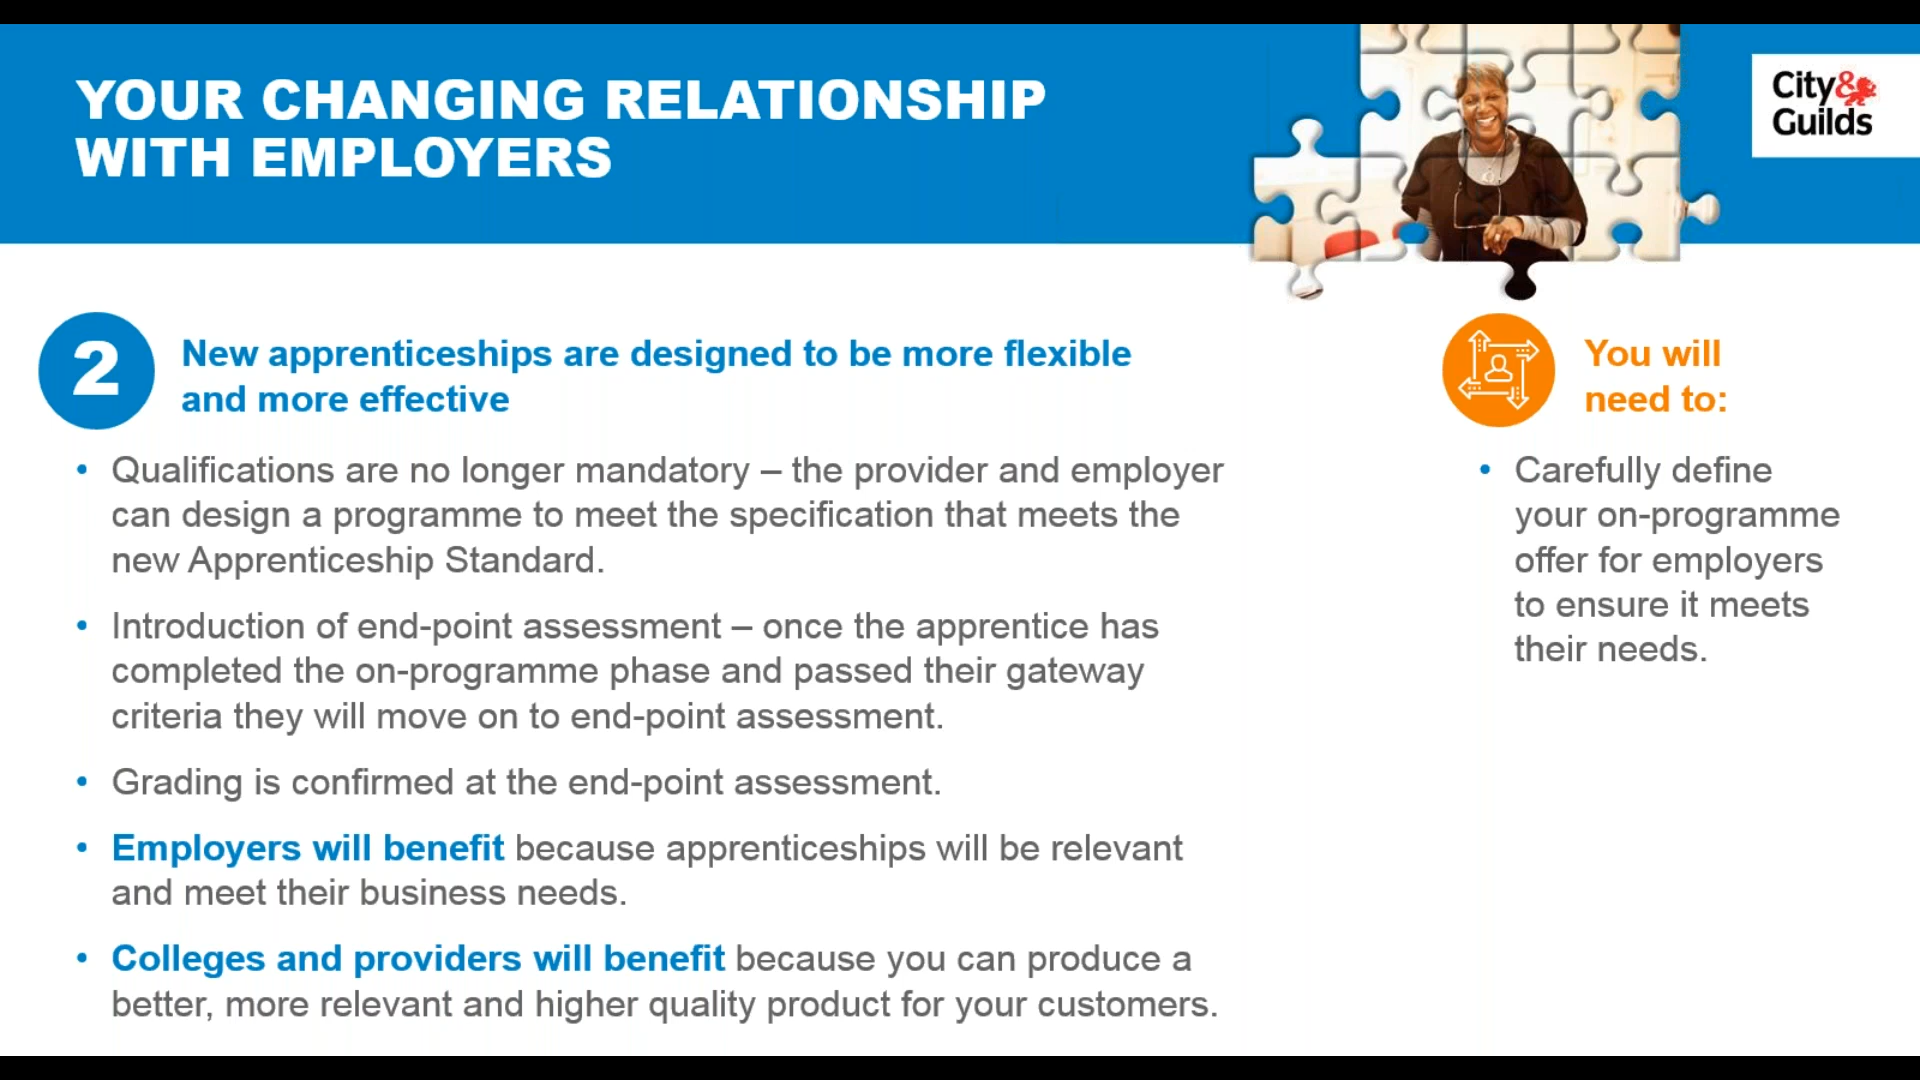 YOUR CHANGING RELATIONSHIP
WITH EMPLOYERS
City&
Guilds
2
New apprenticeships are designed to be more flexible
and more effective
• Qualifications are no longer mandatory – the provider and employer
can design a programme to meet the specification that meets the
new Apprenticeship Standard.
• Introduction of end-point assessment – once the apprentice has
completed the on-programme phase and passed their gateway
criteria they will move on to end-point assessment.
• Grading is confirmed at the end-point assessment.
• Employers will benefit because apprenticeships will be relevant
and meet their business needs.
• Colleges and providers will benefit because you can produce a
better, more relevant and higher quality product for your customers.
You will
need to:
• Carefully define
your on-programme
offer for employers
to ensure it meets
their needs.